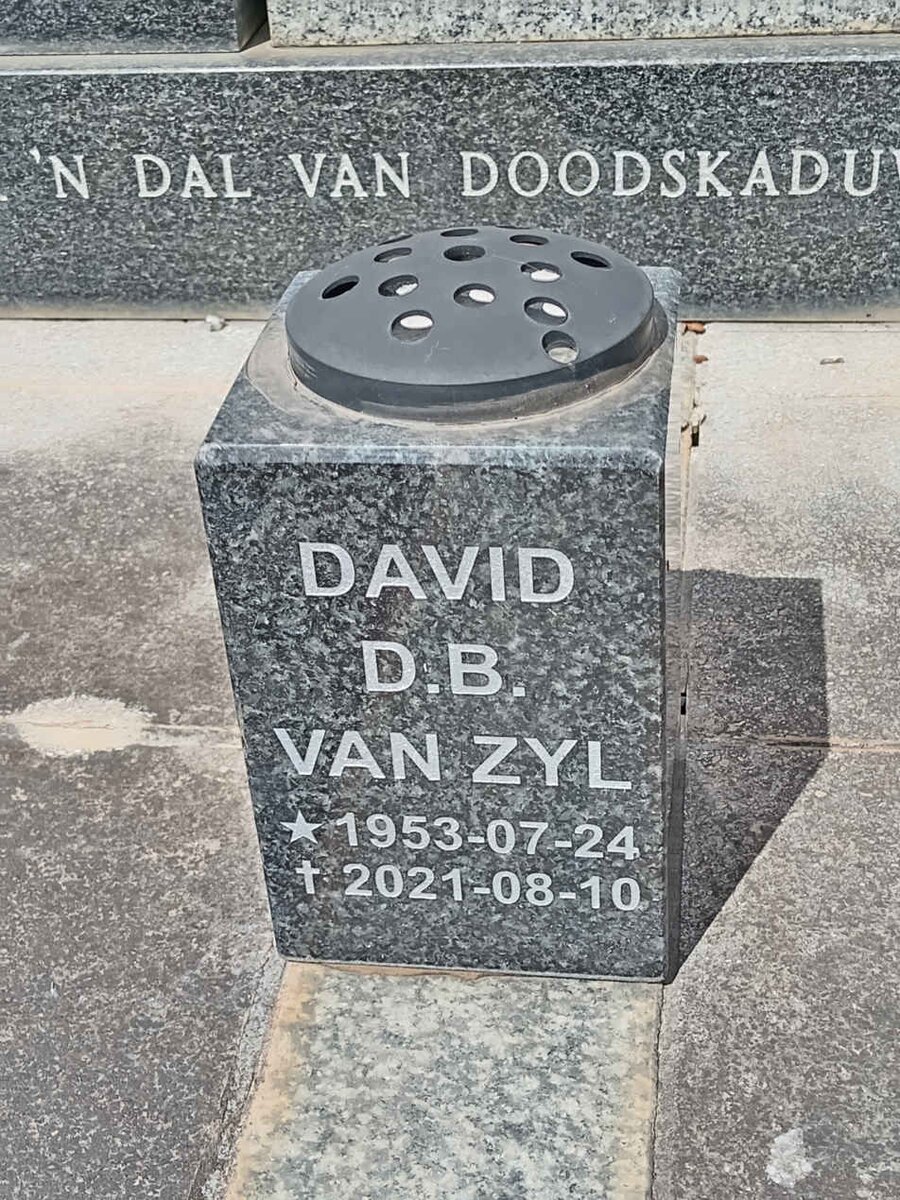 'N DAL VAN DOODSKADU
DAVID
D.B.
VAN ZYL
★ 1953-07-24
✝ 2021-08-10